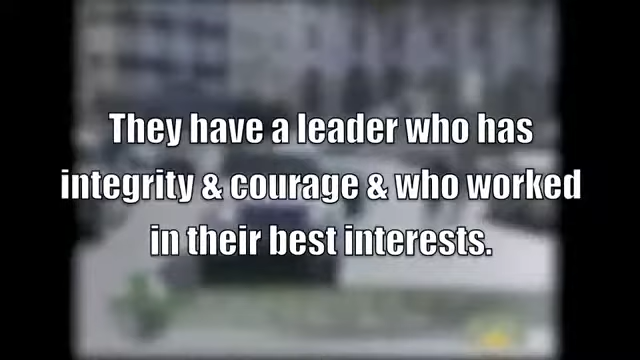 They have a leader who has
integrity & courage & who worked
in their best interests.